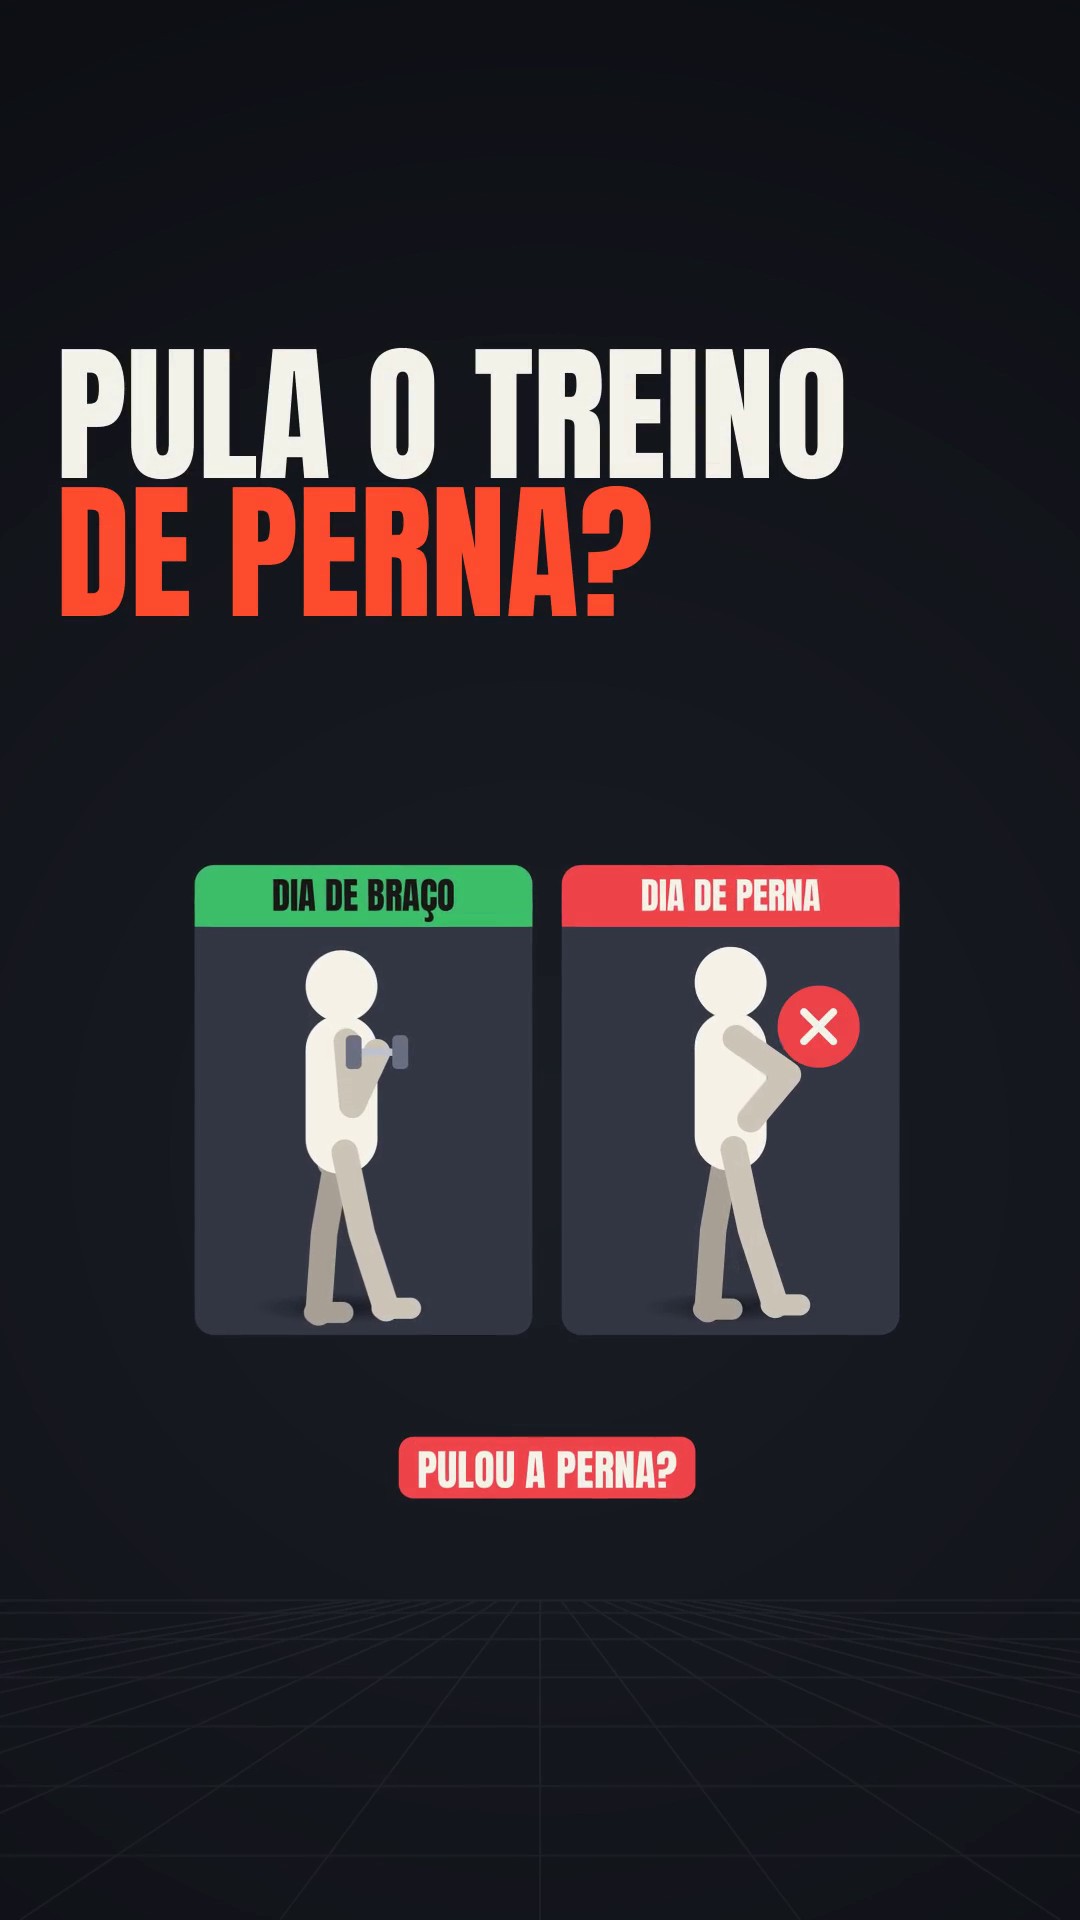 PULA O TREINO
DE PERNA?
DIA DE BRAÇO
DIA DE PERNA
PULOU A PERNA?